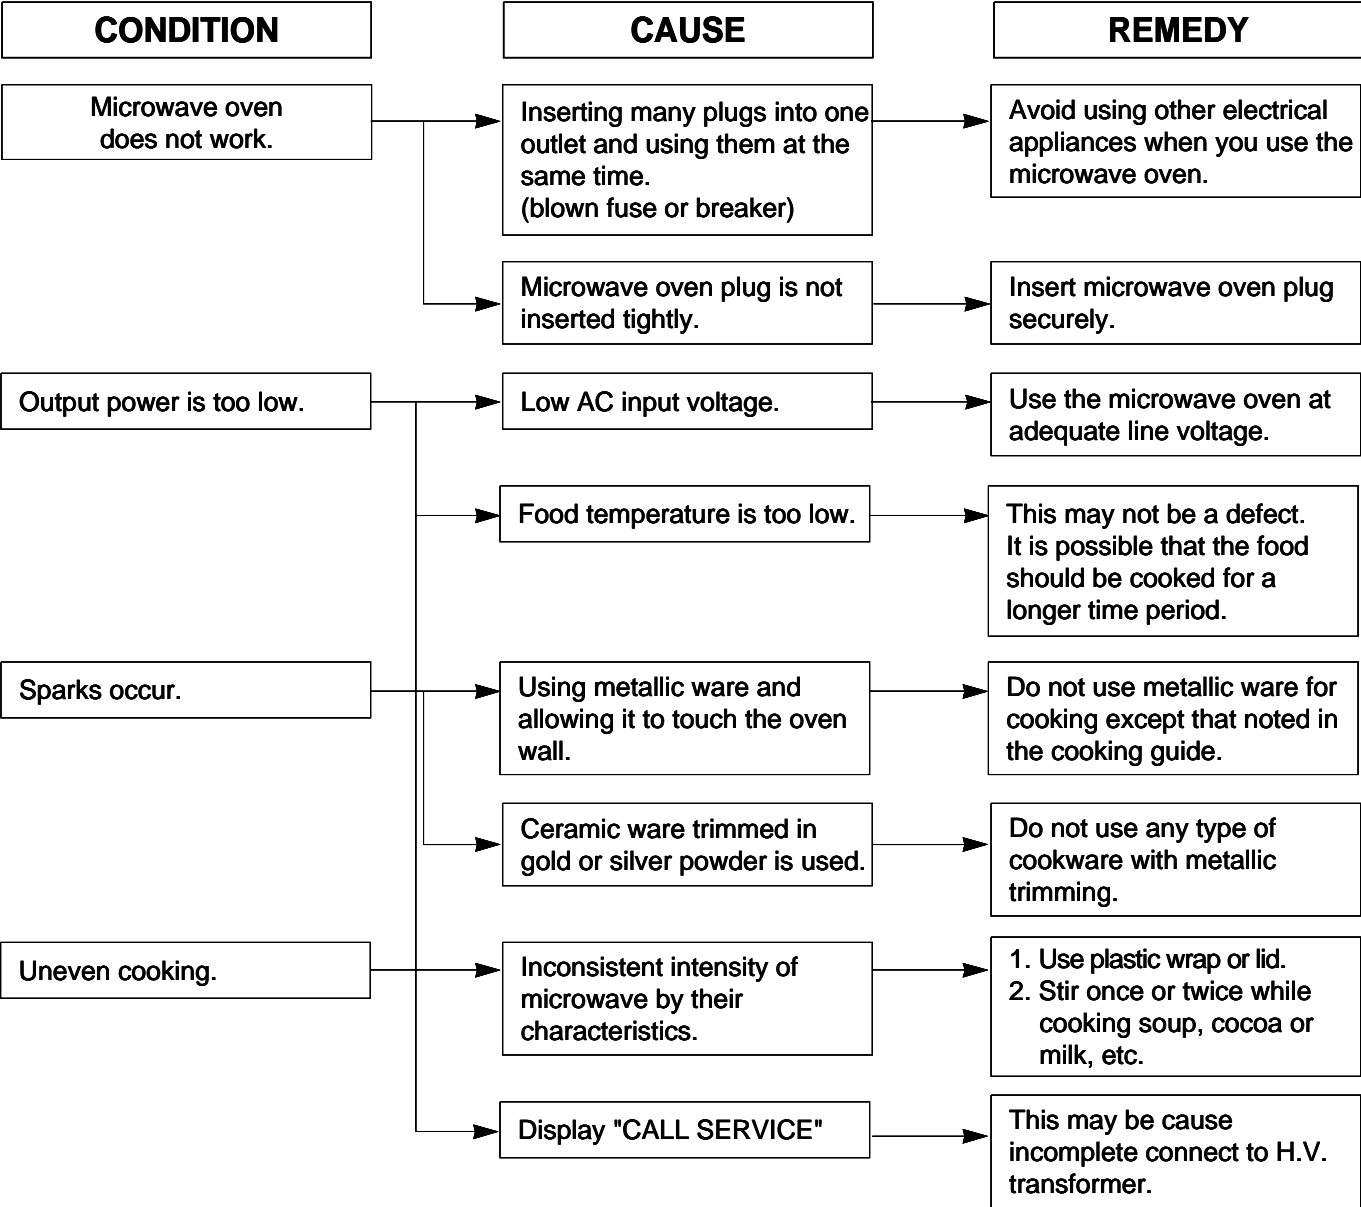 CONDITION
CAUSE
REMEDY
Microwave oven
does not work.
Inserting many plugs into one
outlet and using them at the
same time.
(blown fuse or breaker)
Avoid using other electrical
appliances when you use the
microwave oven.
Microwave oven plug is not
inserted tightly.
Insert microwave oven plug
securely.
Output power is too low.
Low AC input voltage.
Use the microwave oven at
adequate line voltage.
Food temperature is too low.
This may not be a defect.
It is possible that the food
should be cooked for a
longer time period.
Sparks occur.
Using metallic ware and
allowing it to touch the oven
wall.
Do not use metallic ware for
cooking except that noted in
the cooking guide.
Ceramic ware trimmed in
gold or silver powder is used.
Do not use any type of
cookware with metallic
trimming.
Uneven cooking.
Inconsistent intensity of
microwave by their
characteristics.
1. Use plastic wrap or lid.
2. Stir once or twice while
cooking soup, cocoa or
milk, etc.
Display "CALL SERVICE"
This may be cause
incomplete connect to H.V.
transformer.